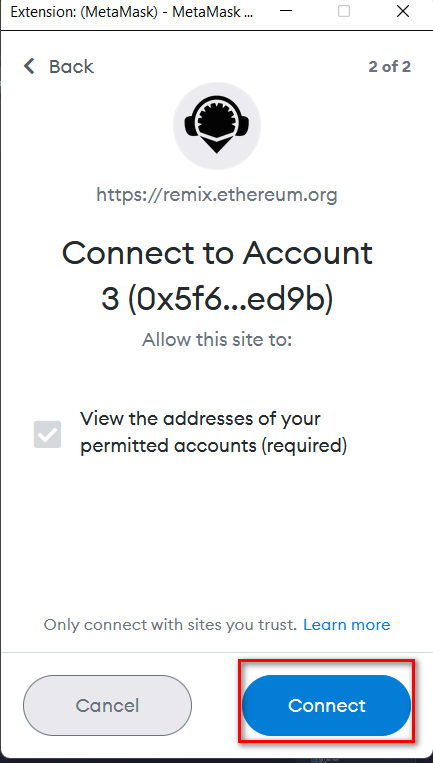 Extension: (MetaMask) - MetaMask ...
Back
2 of 2
https://remix.ethereum.org
Connect to Account
3 (0x5f6...ed9b)
Allow this site to:
View the addresses of your
permitted accounts (required)
Only connect with sites you trust. Learn more
Cancel
Connect